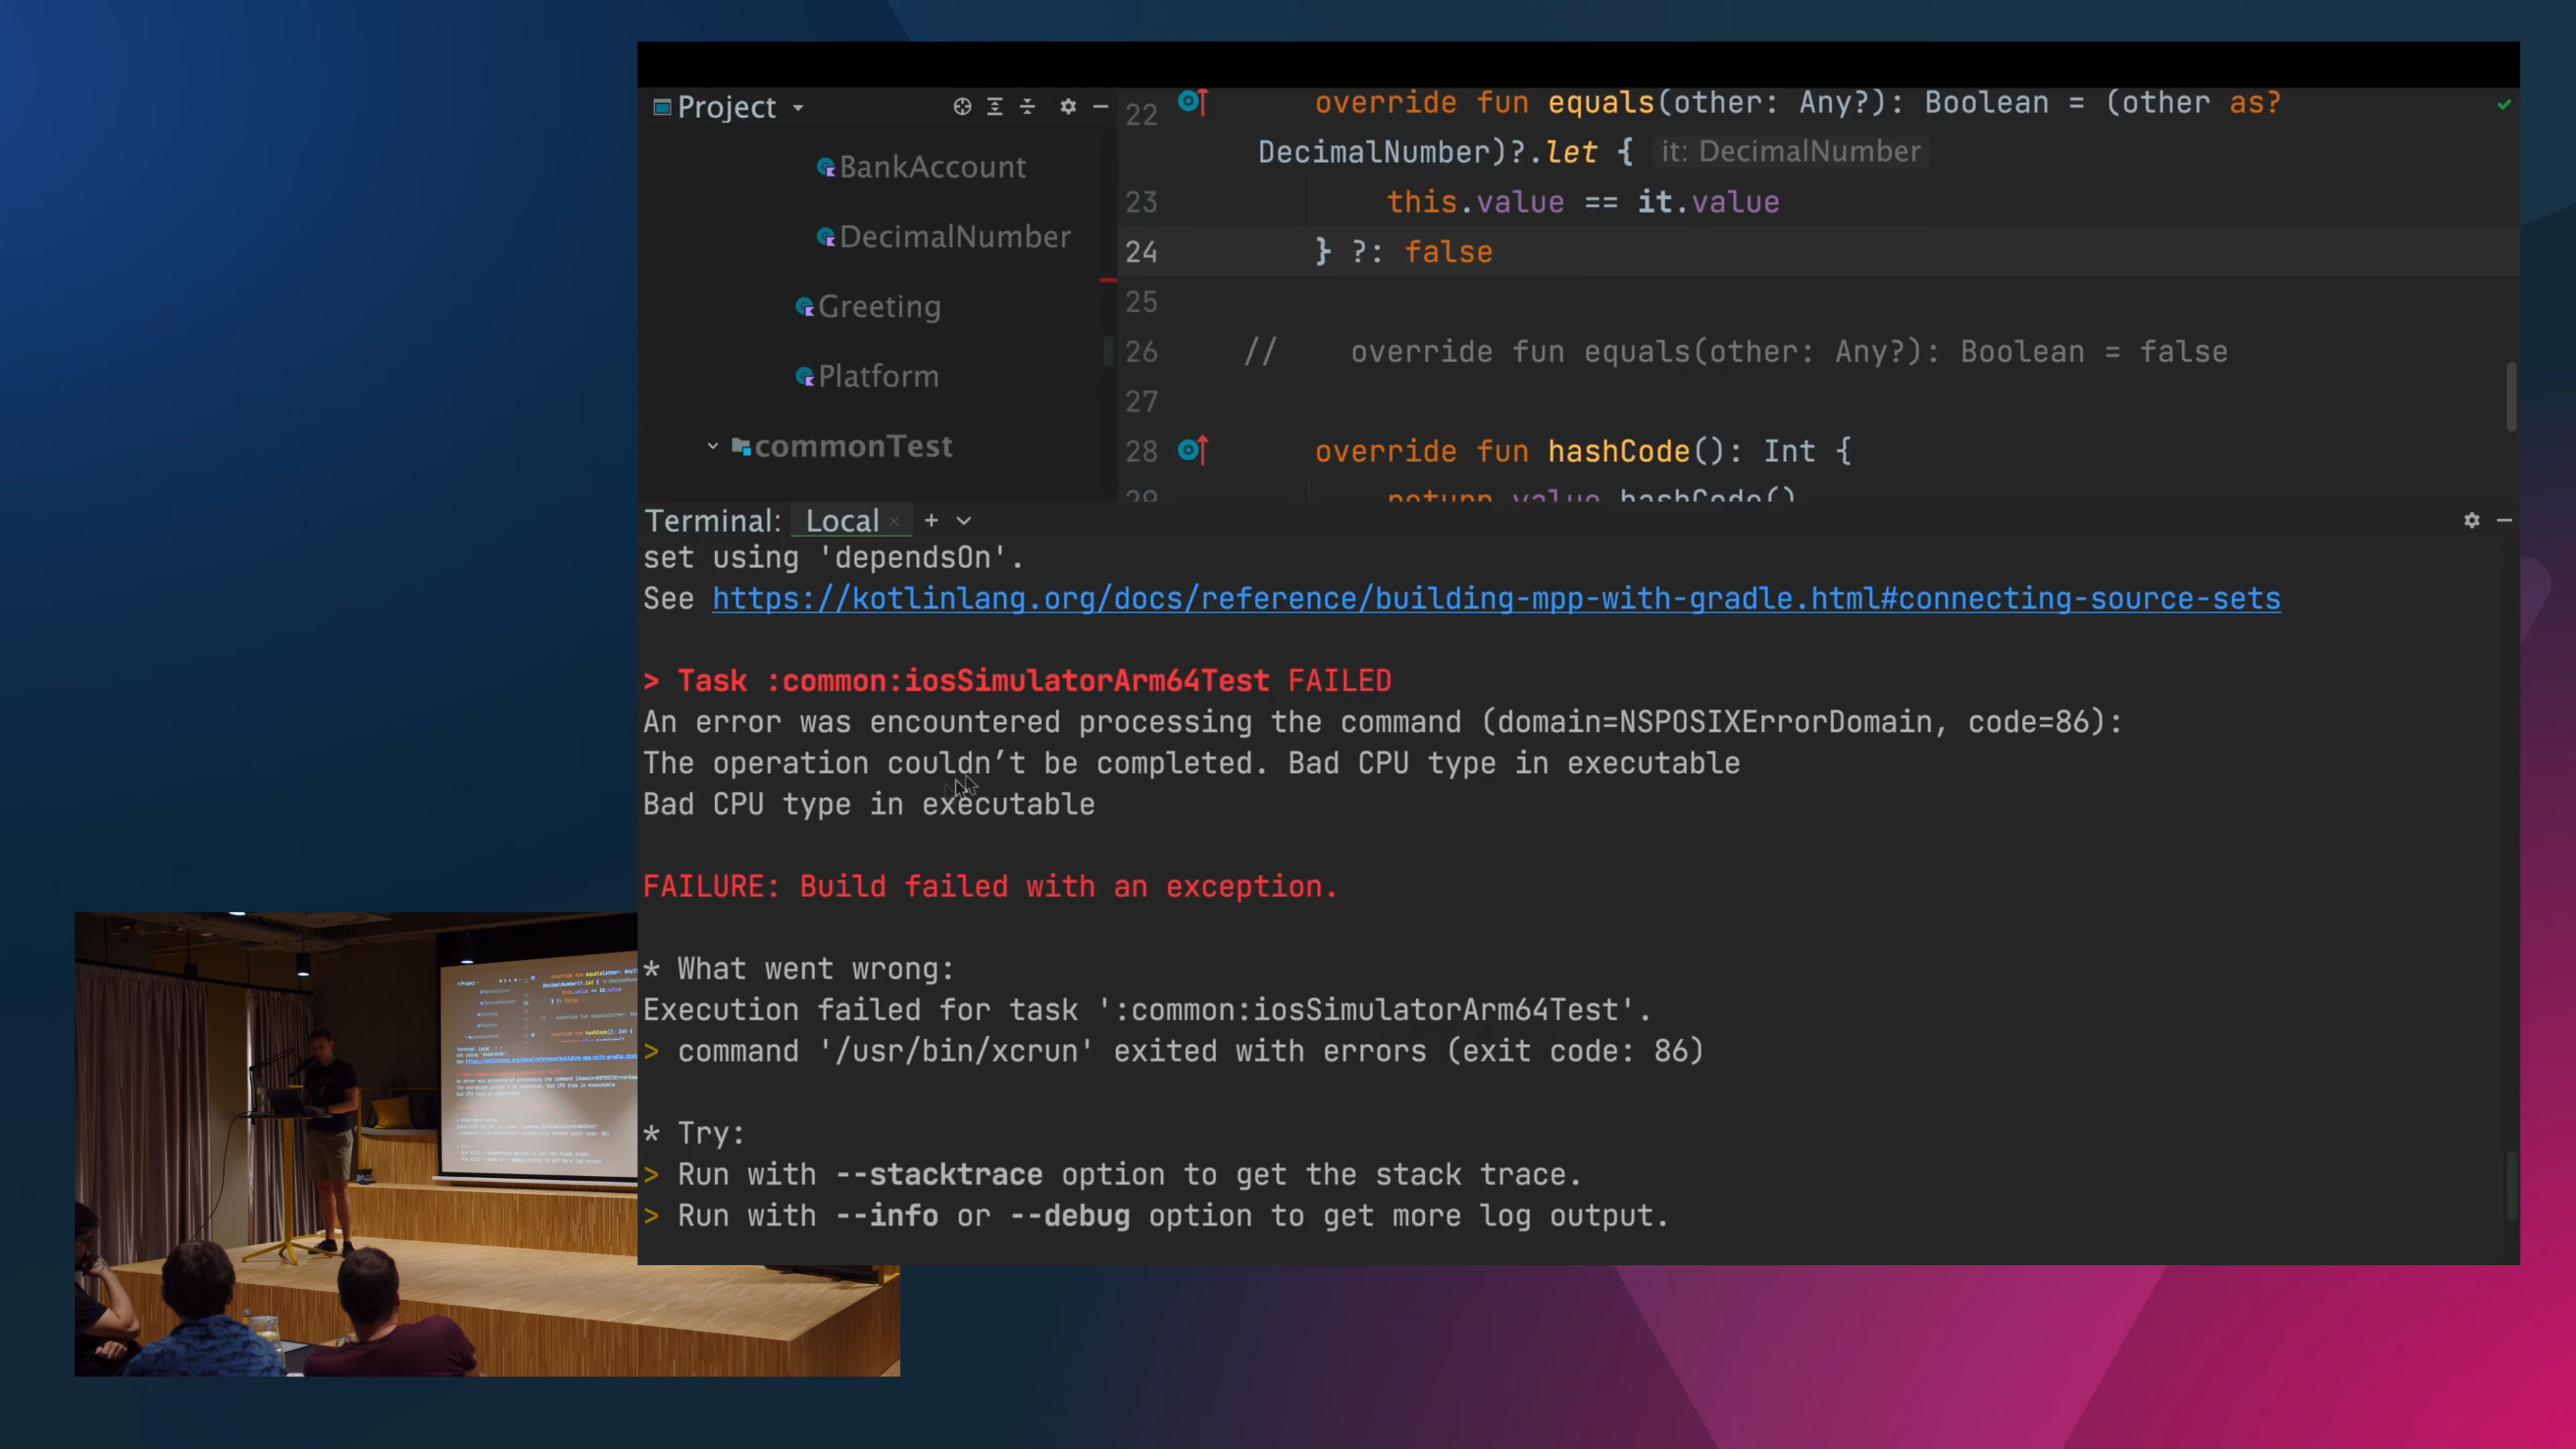 Project
BankAccount
DecimalNumber
Greeting
Platform
commonTest
22 override fun equals(other: Any?): Boolean = (other as?
DecimalNumber)?.let { it: DecimalNumber
23 this.value == it.value
24 } ?: false
25
26 // override fun equals(other: Any?): Boolean = false
27
28 override fun hashCode(): Int {
29 return value.hashCode()
Terminal: Local × +
set using 'dependsOn'.
See https://kotlinlang.org/docs/reference/building-mpp-with-gradle.html#connecting-source-sets
> Task :common:iosSimulatorArm64Test FAILED
An error was encountered processing the command (domain=NSPOSIXErrorDomain, code=86):
The operation couldn’t be completed. Bad CPU type in executable
Bad CPU type in executable
FAILURE: Build failed with an exception.
* What went wrong:
Execution failed for task ':common:iosSimulatorArm64Test'.
> command '/usr/bin/xcrun' exited with errors (exit code: 86)
* Try:
> Run with --stacktrace option to get the stack trace.
> Run with --info or --debug option to get more log output.